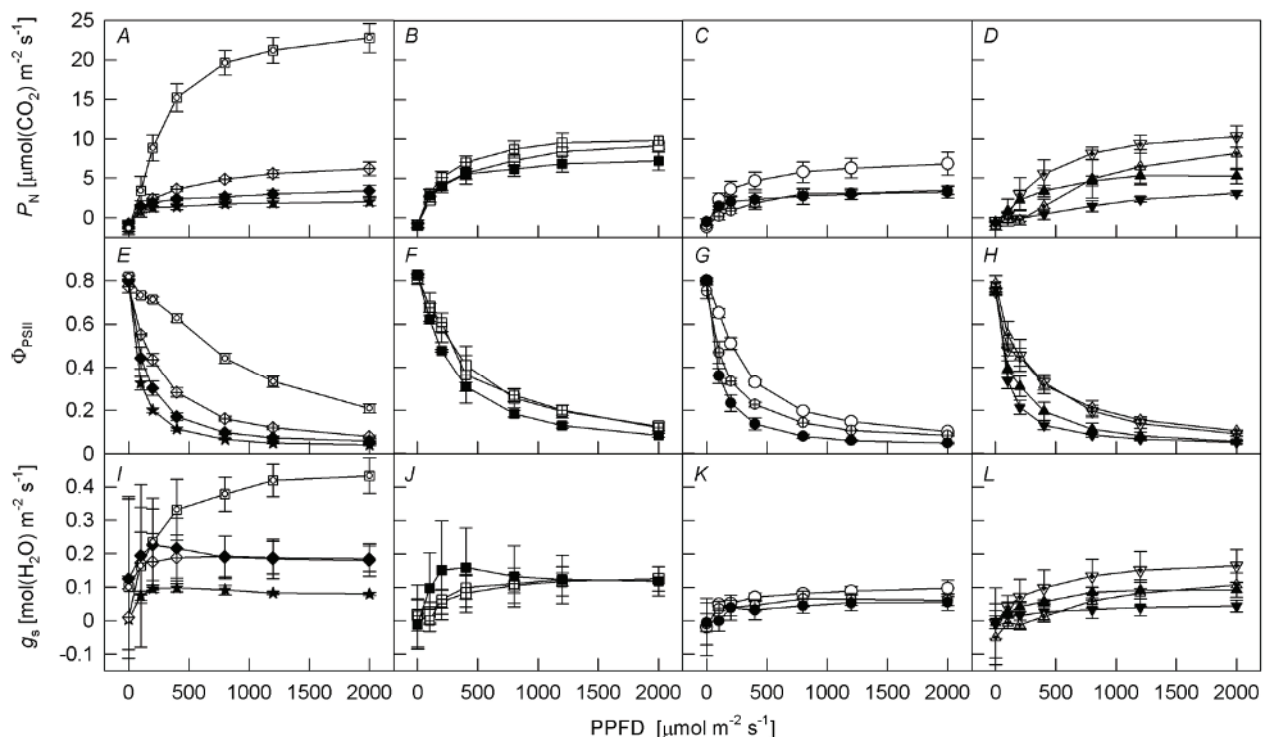 A B C D
25
20
15
10
5
0
P_N [μmol(CO₂) m⁻² s⁻¹]
E F G H
0.8
0.6
0.4
0.2
0
Φ_PSII
I J K L
0.4
0.3
0.2
0.1
0
-0.1
g_s [mol(H₂O) m⁻² s⁻¹]
0 500 1000 1500 2000 0 500 1000 1500 2000 0 500 1000 1500 2000 0 500 1000 1500 2000
PPFD [μmol m⁻² s⁻¹]